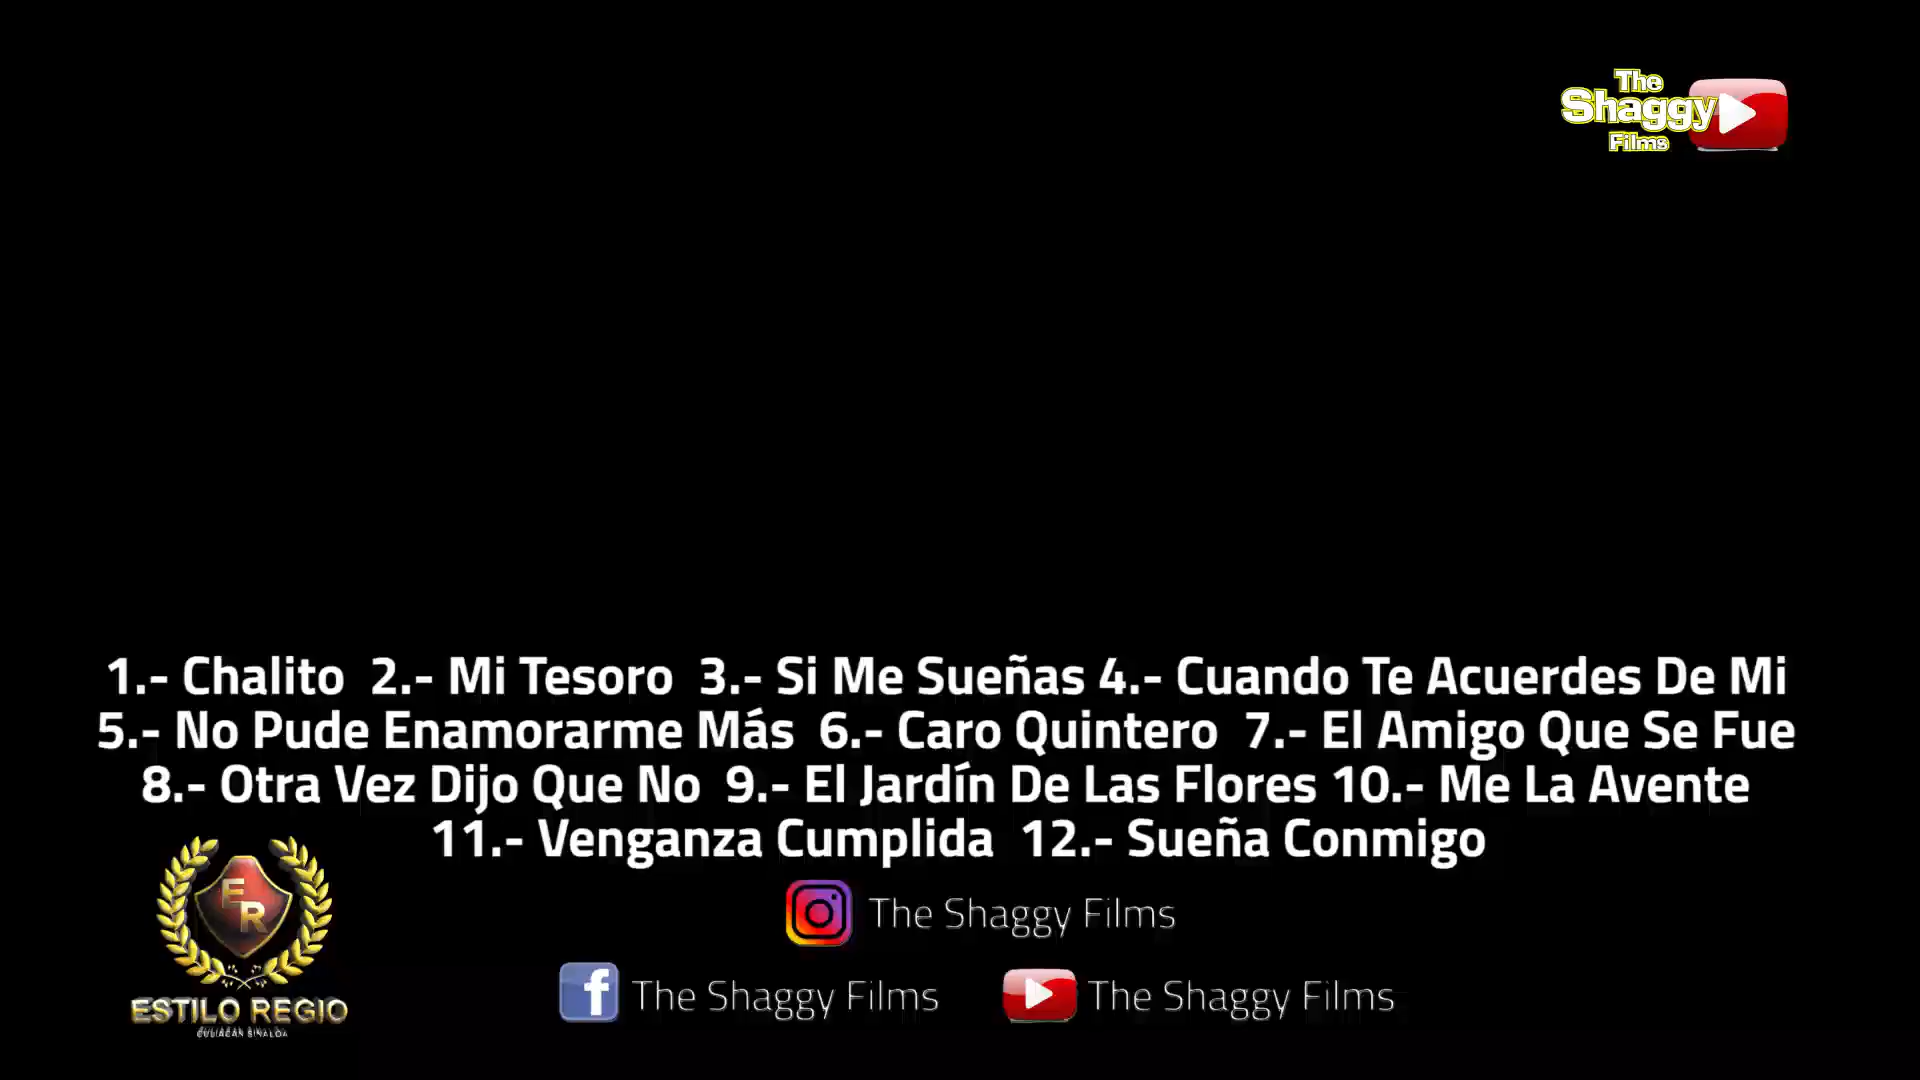 The
Shaggy
Films
1.- Chalito 2.- Mi Tesoro 3.- Si Me Sueñas 4.- Cuando Te Acuerdes De Mi
5.- No Pude Enamorarme Más 6.- Caro Quintero 7.- El Amigo Que Se Fue
8.- Otra Vez Dijo Que No 9.- El Jardín De Las Flores 10.- Me La Avente
11.- Venganza Cumplida 12.- Sueña Conmigo
ER
ESTILO REGIO
CULIACAN SINALOA
The Shaggy Films
The Shaggy Films
The Shaggy Films